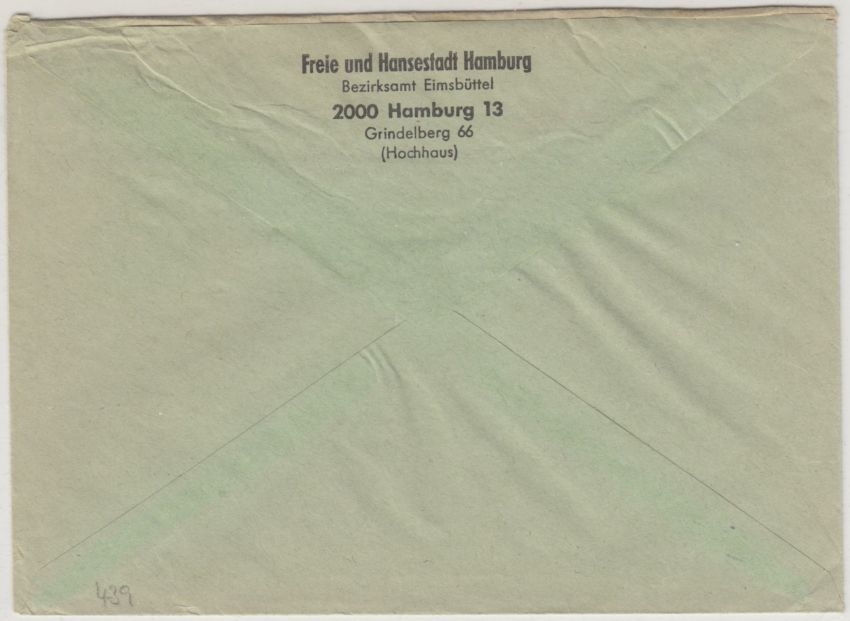 Freie und Hansestadt Hamburg
Bezirksamt Eimsbüttel
2000 Hamburg 13
Grindelberg 66
(Hochhaus)
439